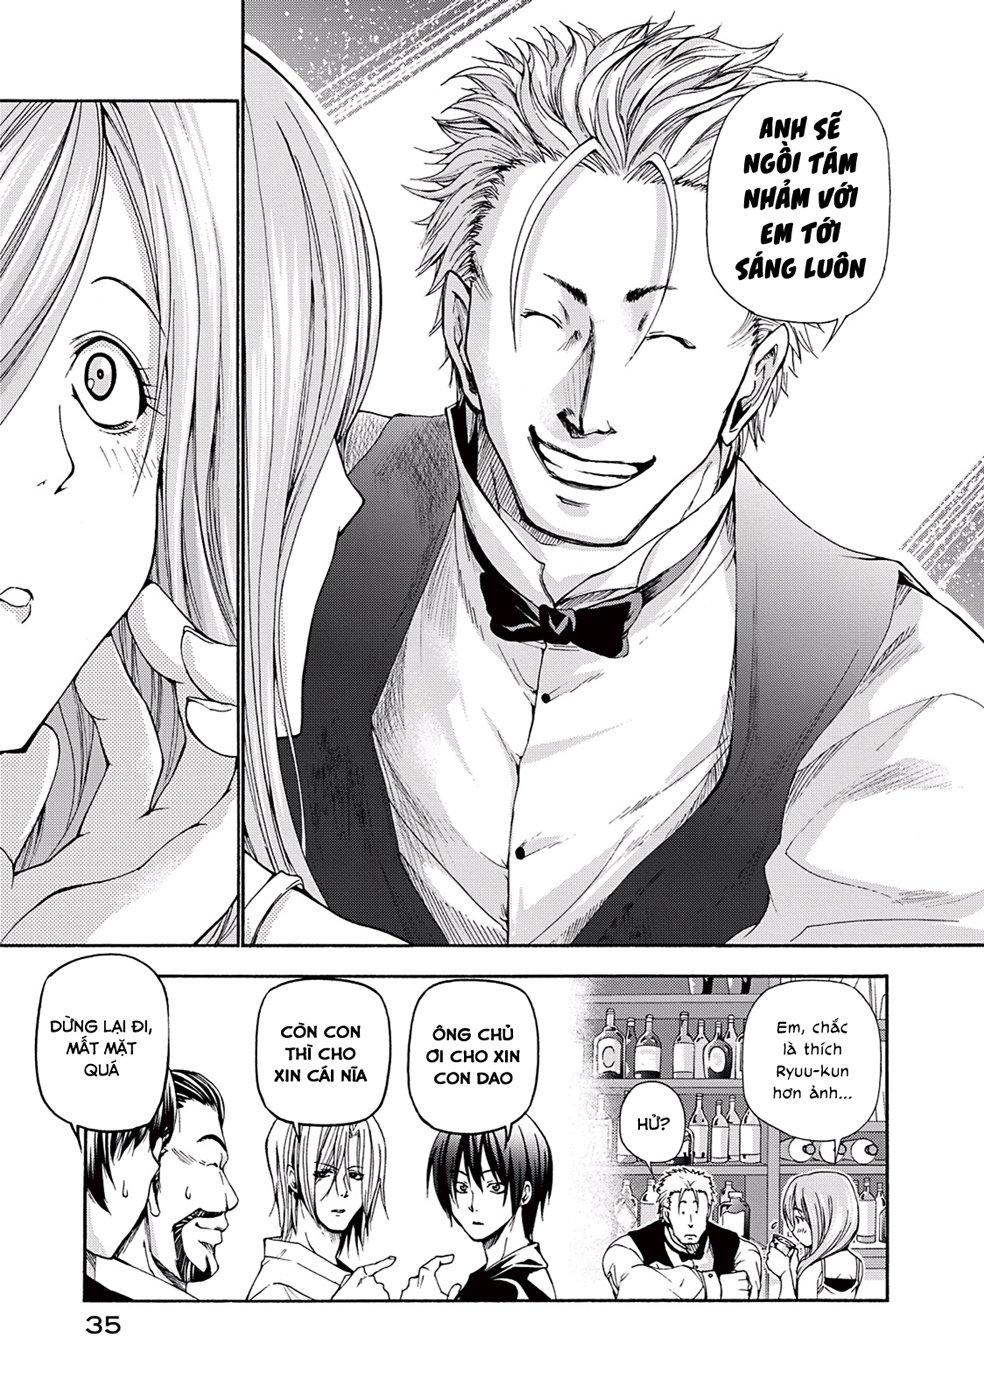 ANH SẼ
NGỒI TÁM
NHẢM VỚI
EM TỚI
SÁNG LUÔN
Em, chắc
là thích
Ryuu-kun
hơn ảnh...
HỬ?
ÔNG CHỦ
ƠI CHO XIN
CON DAO
CÒN CON
THÌ CHO
XIN CÁI NĨA
DỪNG LẠI ĐI,
MẤT MẶT
QUÁ
35